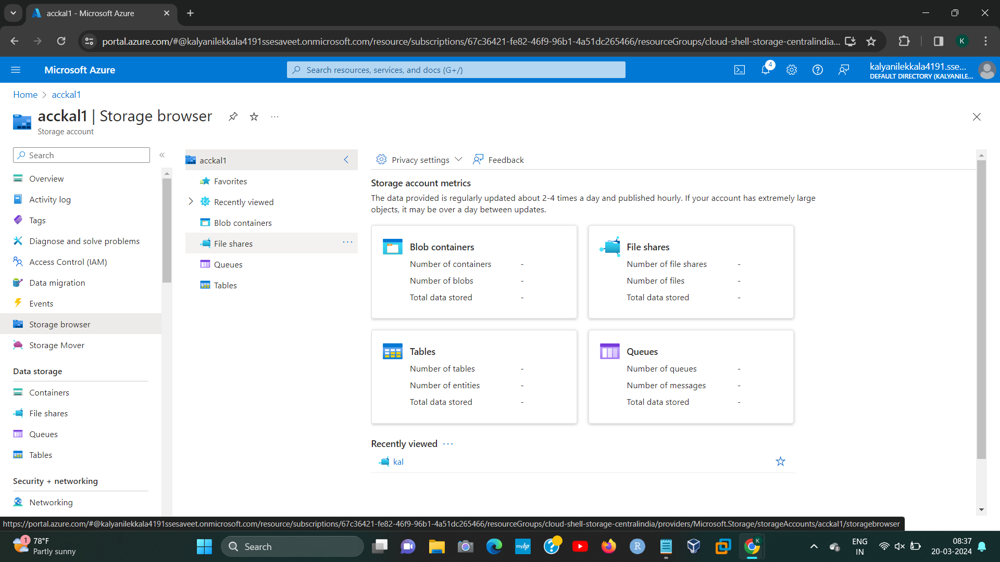 acckal1 - Microsoft Azure
portal.azure.com/#@kalyanilekkala4191ssesaveet.onmicrosoft.com/resource/subscriptions/67c36421-fe82-46f9-96b1-4a51dc265466/resourceGroups/cloud-shell-storage-centralindia...
K
Microsoft Azure
Search resources, services, and docs (G+/)
4
kalyanilekkala4191.sse...
DEFAULT DIRECTORY (KALYANILE...
Home > acckal1
acckal1 | Storage browser
Storage account
Search
Overview
Activity log
Tags
Diagnose and solve problems
Access Control (IAM)
Data migration
Events
Storage browser
Storage Mover
Data storage
Containers
File shares
Queues
Tables
Security + networking
Networking
acckal1
Favorites
Recently viewed
Blob containers
File shares
Queues
Tables
Privacy settings
Feedback
Storage account metrics
The data provided is regularly updated about 2-4 times a day and published hourly. If your account has extremely large
objects, it may be over a day between updates.
Blob containers
Number of containers -
Number of blobs -
Total data stored -
File shares
Number of file shares -
Number of files -
Total data stored -
Tables
Number of tables -
Number of entities -
Total data stored -
Queues
Number of queues -
Number of messages -
Total data stored -
Recently viewed ...
kal
https://portal.azure.com/#@kalyanilekkala4191ssesaveet.onmicrosoft.com/resource/subscriptions/67c36421-fe82-46f9-96b1-4a51dc265466/resourceGroups/cloud-shell-storage-centralindia/providers/Microsoft.Storage/storageAccounts/acckal1/storagebrowser
1
78°F
Partly sunny
Search
myhp
?
R
K
ENG
IN
08:37
20-03-2024